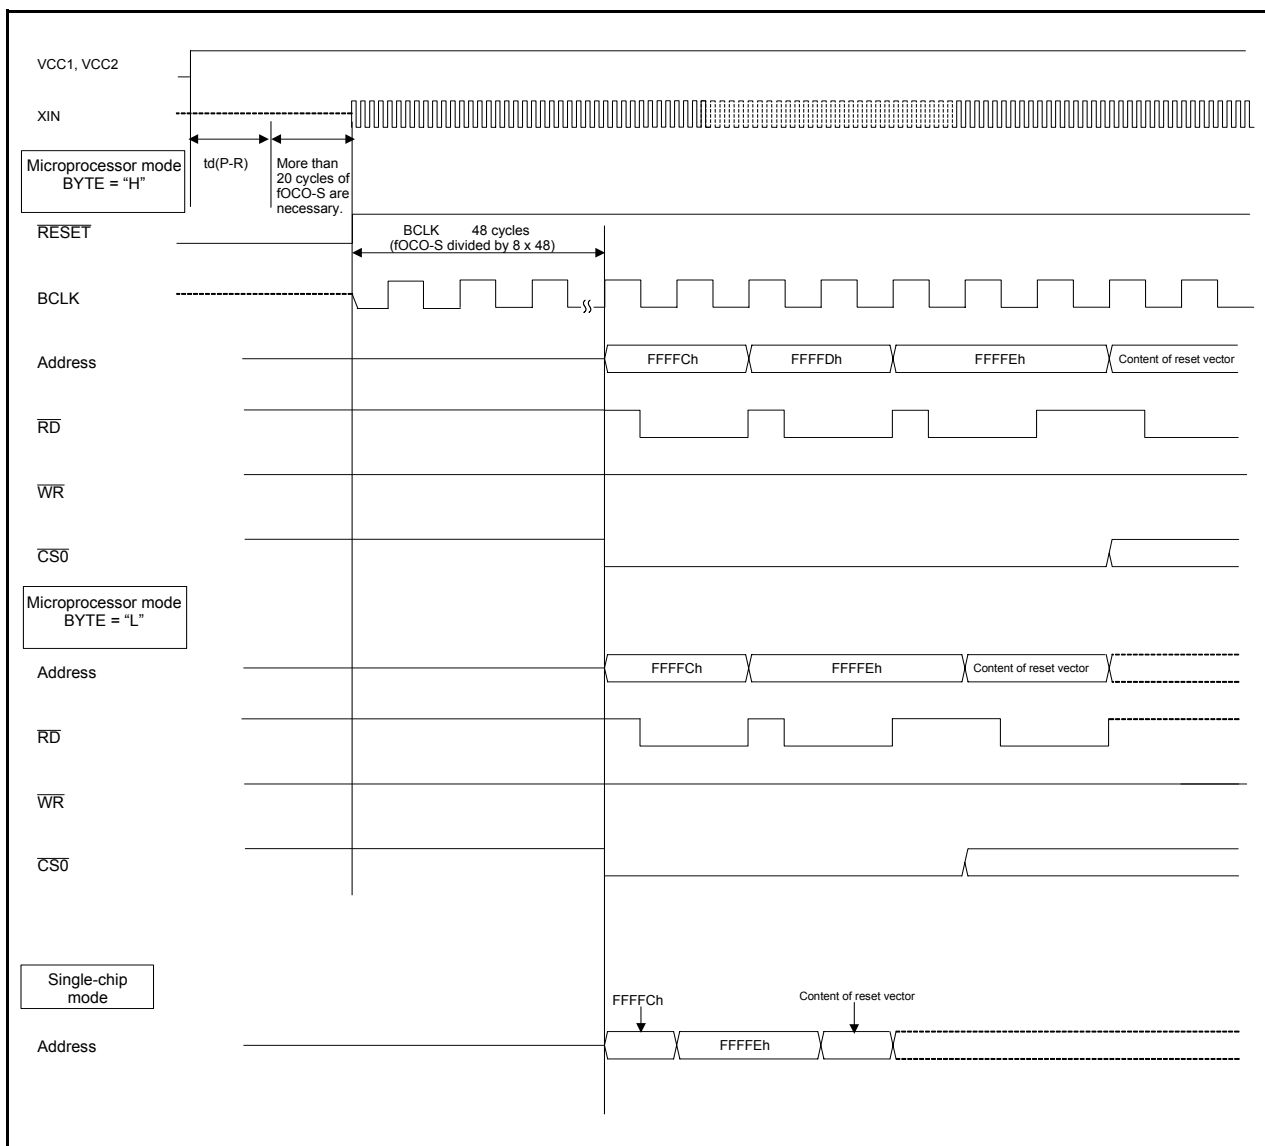 VCC1, VCC2
XIN
Microprocessor mode
BYTE = “H”
td(P-R)
More than
20 cycles of
fOCO-S are
necessary.
RESET
BCLK 48 cycles
(fOCO-S divided by 8 x 48)
BCLK
Address
FFFFCh
FFFFDh
FFFFEh
Content of reset vector
RD
WR
CS0
Microprocessor mode
BYTE = “L”
Address
FFFFCh
FFFFEh
Content of reset vector
RD
WR
CS0
Single-chip
mode
FFFFCh
Content of reset vector
Address
FFFFEh